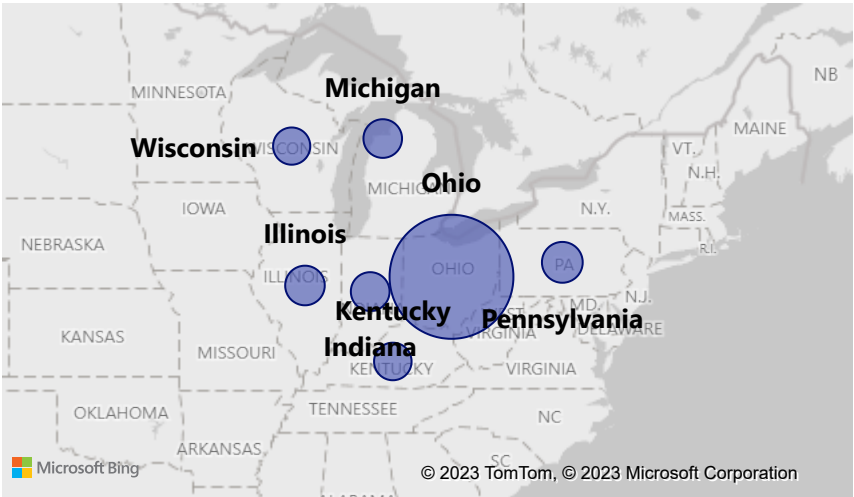 NB
Michigan
MINNESOTA
MAINE
Wisconsin
WISCONSIN
VT.
N.H.
Ohio
MICHIGAN
IOWA
N.Y.
MASS.
Illinois
NEBRASKA
R.I.
ILLINOIS
OHIO
PA
N.J.
MD.
Kentucky
Pennsylvania
DELAWARE
KANSAS
VIRGINIA
Indiana
MISSOURI
KENTUCKY
VIRGINIA
TENNESSEE
OKLAHOMA
NC
ARKANSAS
SC
Microsoft Bing
© 2023 TomTom, © 2023 Microsoft Corporation